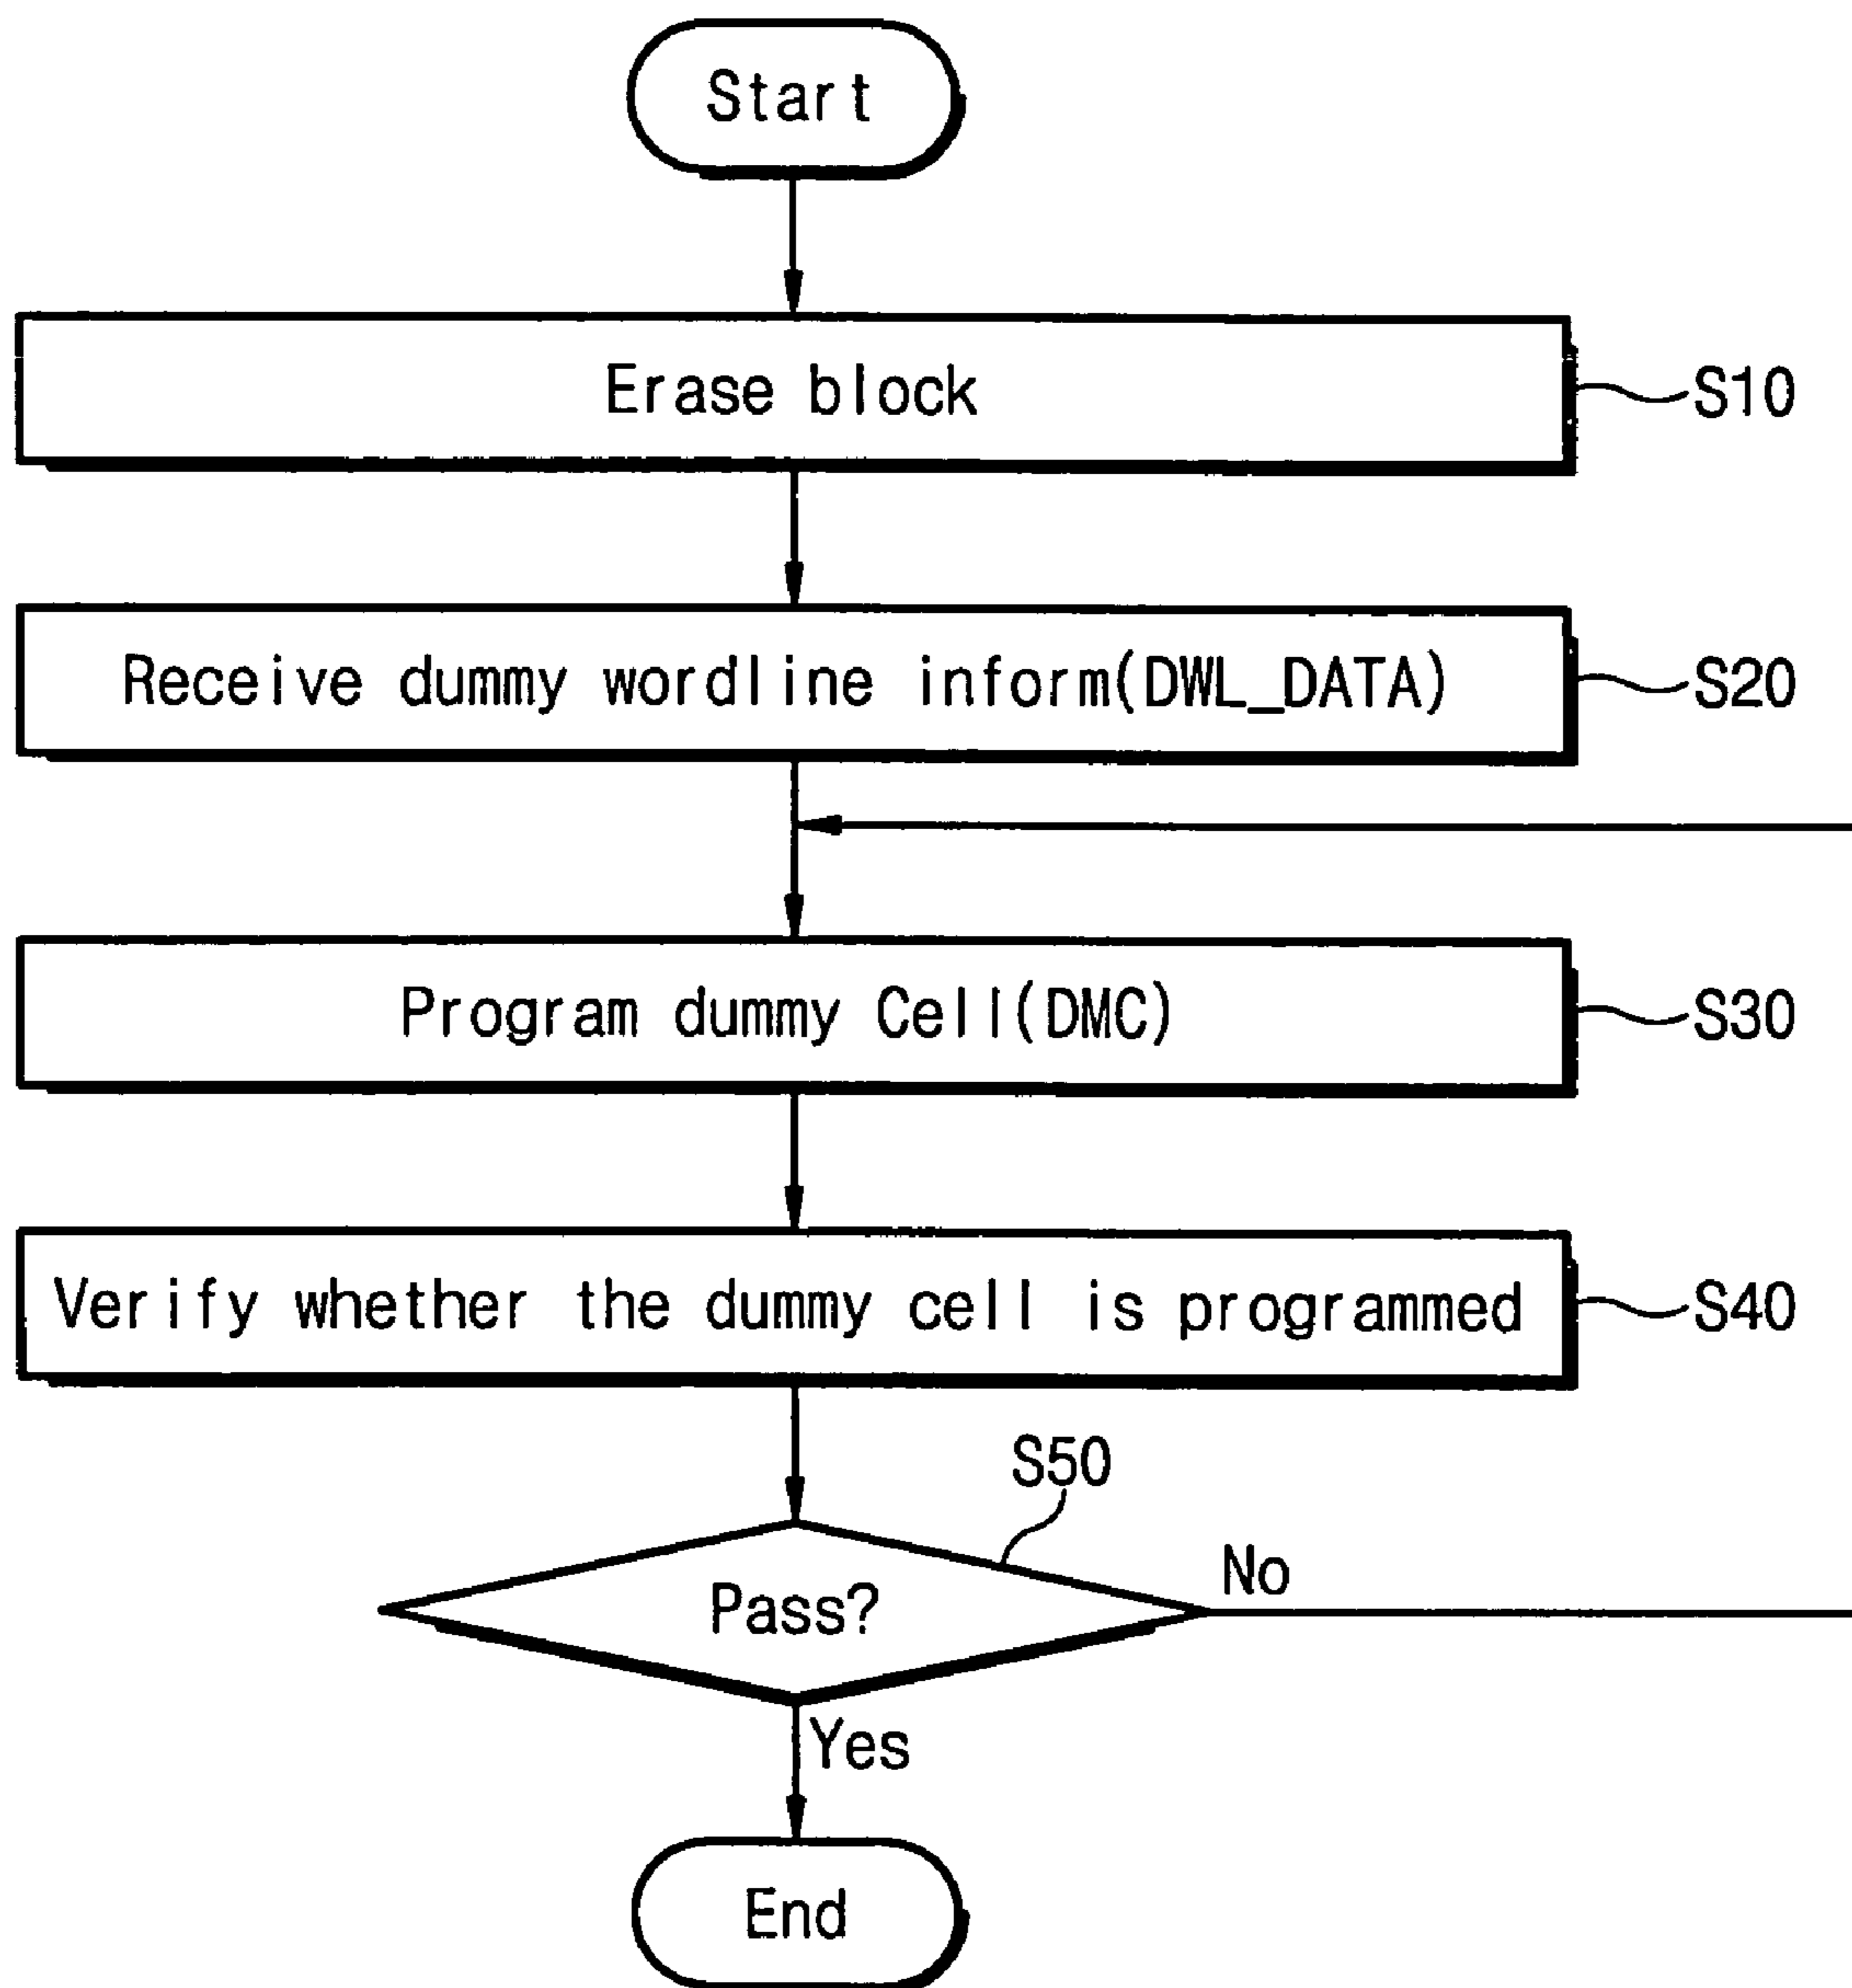 Start
Erase block
S10
Receive dummy wordline inform(DWL_DATA)
S20
Program dummy Cell(DMC)
S30
Verify whether the dummy cell is programmed
S40
S50
Pass?
No
Yes
End